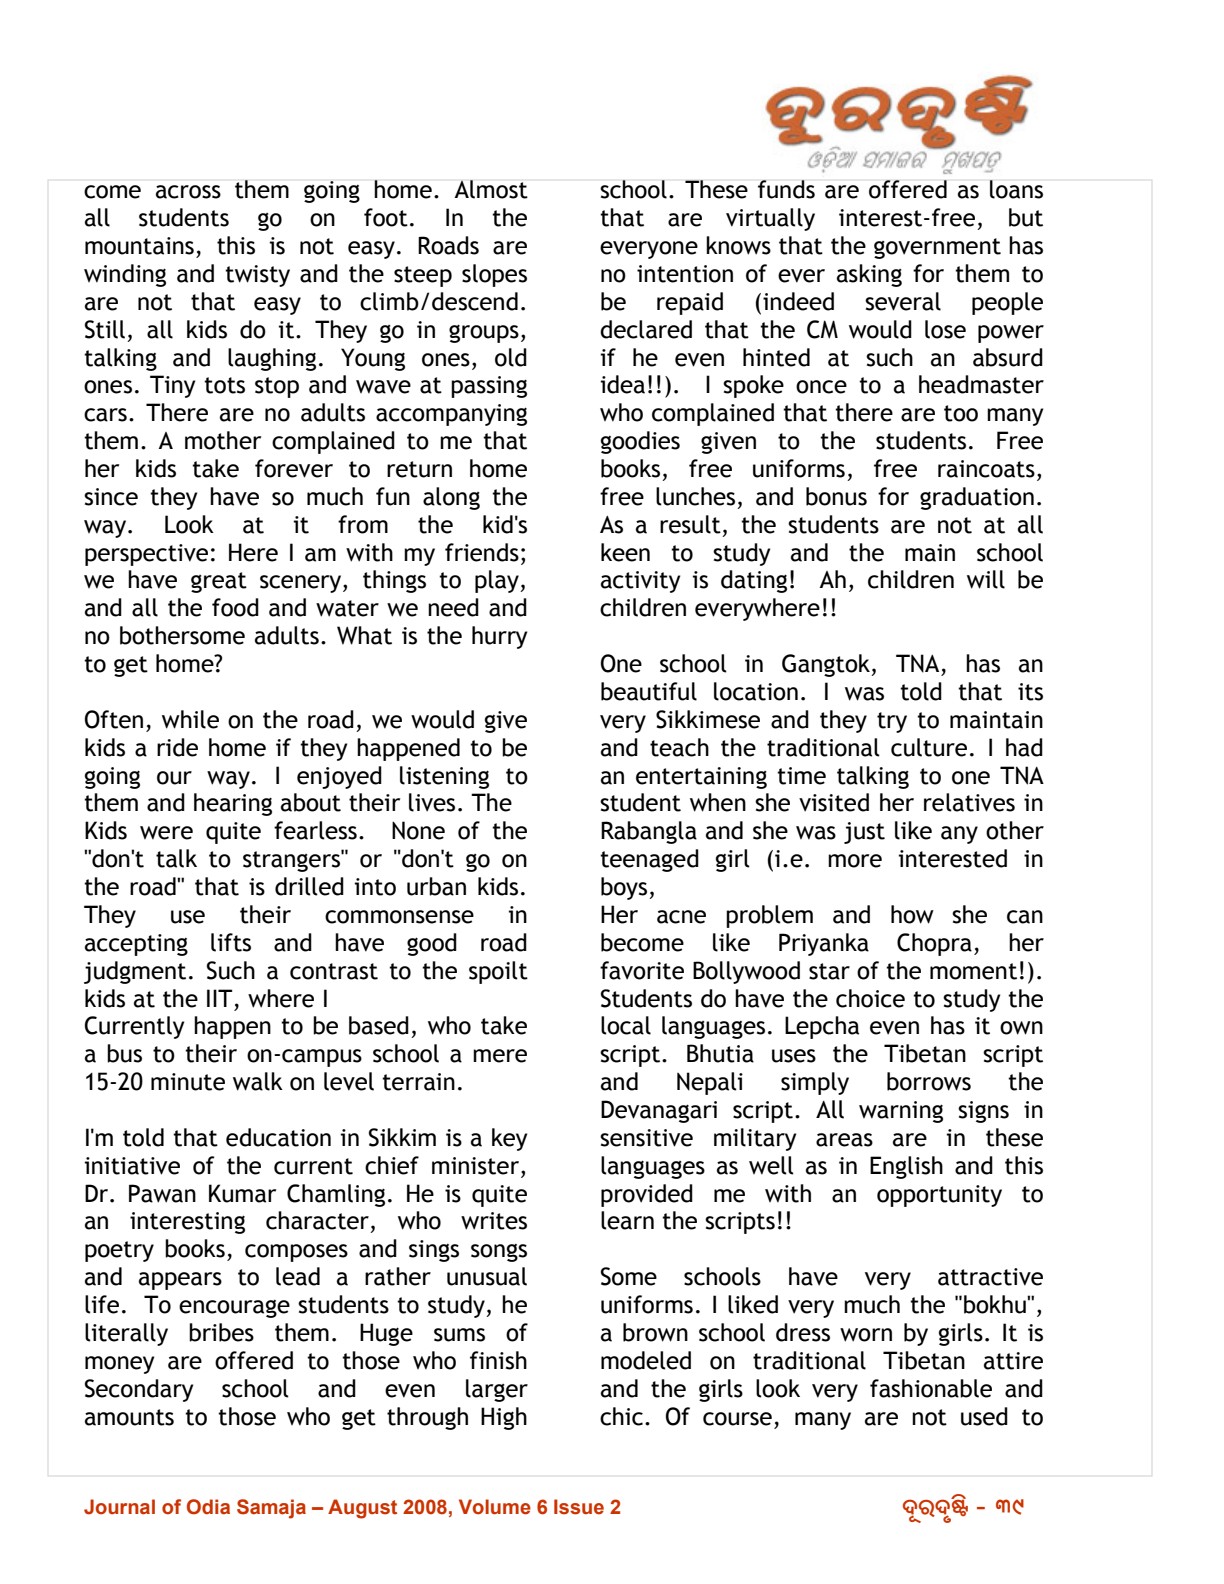 ଦୂରଦୃଷ୍ଟି
ଓଡ଼ିଆ ସମାଜର ମୁଖପତ୍ର
come across them going home. Almost
all students go on foot. In the
mountains, this is not easy. Roads are
winding and twisty and the steep slopes
are not that easy to climb/descend.
Still, all kids do it. They go in groups,
talking and laughing. Young ones, old
ones. Tiny tots stop and wave at passing
cars. There are no adults accompanying
them. A mother complained to me that
her kids take forever to return home
since they have so much fun along the
way. Look at it from the kid's
perspective: Here I am with my friends;
we have great scenery, things to play,
and all the food and water we need and
no bothersome adults. What is the hurry
to get home?
Often, while on the road, we would give
kids a ride home if they happened to be
going our way. I enjoyed listening to
them and hearing about their lives. The
Kids were quite fearless. None of the
"don't talk to strangers" or "don't go on
the road" that is drilled into urban kids.
They use their commonsense in
accepting lifts and have good road
judgment. Such a contrast to the spoilt
kids at the IIT, where I
Currently happen to be based, who take
a bus to their on-campus school a mere
15-20 minute walk on level terrain.
I'm told that education in Sikkim is a key
initiative of the current chief minister,
Dr. Pawan Kumar Chamling. He is quite
an interesting character, who writes
poetry books, composes and sings songs
and appears to lead a rather unusual
life. To encourage students to study, he
literally bribes them. Huge sums of
money are offered to those who finish
Secondary school and even larger
amounts to those who get through High
school. These funds are offered as loans
that are virtually interest-free, but
everyone knows that the government has
no intention of ever asking for them to
be repaid (indeed several people
declared that the CM would lose power
if he even hinted at such an absurd
idea!!). I spoke once to a headmaster
who complained that there are too many
goodies given to the students. Free
books, free uniforms, free raincoats,
free lunches, and bonus for graduation.
As a result, the students are not at all
keen to study and the main school
activity is dating! Ah, children will be
children everywhere!!
One school in Gangtok, TNA, has an
beautiful location. I was told that its
very Sikkimese and they try to maintain
and teach the traditional culture. I had
an entertaining time talking to one TNA
student when she visited her relatives in
Rabangla and she was just like any other
teenaged girl (i.e. more interested in
boys,
Her acne problem and how she can
become like Priyanka Chopra, her
favorite Bollywood star of the moment!).
Students do have the choice to study the
local languages. Lepcha even has it own
script. Bhutia uses the Tibetan script
and Nepali simply borrows the
Devanagari script. All warning signs in
sensitive military areas are in these
languages as well as in English and this
provided me with an opportunity to
learn the scripts!!
Some schools have very attractive
uniforms. I liked very much the "bokhu",
a brown school dress worn by girls. It is
modeled on traditional Tibetan attire
and the girls look very fashionable and
chic. Of course, many are not used to
Journal of Odia Samaja – August 2008, Volume 6 Issue 2
ଦୂରଦୃଷ୍ଟି - ୩୯